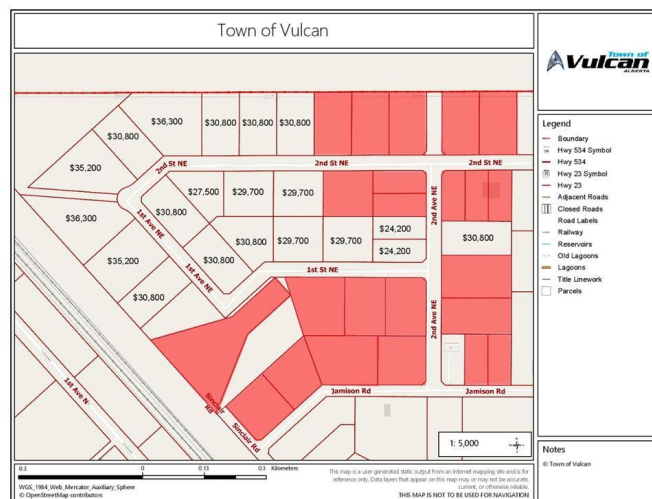 Town of Vulcan
Town of
Vulcan
ALBERTA
$36,300
$30,800
$30,800
$30,800
$30,800
$35,200
2nd St NE
2nd St NE
2nd St NE
$27,500
$29,700
$29,700
$36,300
$30,800
1st Ave NE
2nd Ave NE
$24,200
$30,800
$29,700
$29,700
$24,200
$30,800
$35,200
$30,800
1st Ave NE
1st St NE
$30,800
2nd Ave NE
1st Ave N
Sinclair Rd
Sinclair Rd
Jamison Rd
Jamison Rd
1: 5,000
Legend
Boundary
Hwy 534 Symbol
Hwy 534
Hwy 23 Symbol
Hwy 23
Adjacent Roads
Closed Roads
Road Labels
Railway
Reservoirs
Old Lagoons
Lagoons
Title Linework
Parcels
Notes
© Town of Vulcan
0.3
0
0.13
0.3
Kilometers
WGS_1984_Web_Mercator_Auxiliary_Sphere
© OpenStreetMap contributors
This map is a user generated static output from an internet mapping site and is for
reference only. Data layers that appear on this map may or may not be accurate,
current, or otherwise reliable.
THIS MAP IS NOT TO BE USED FOR NAVIGATION